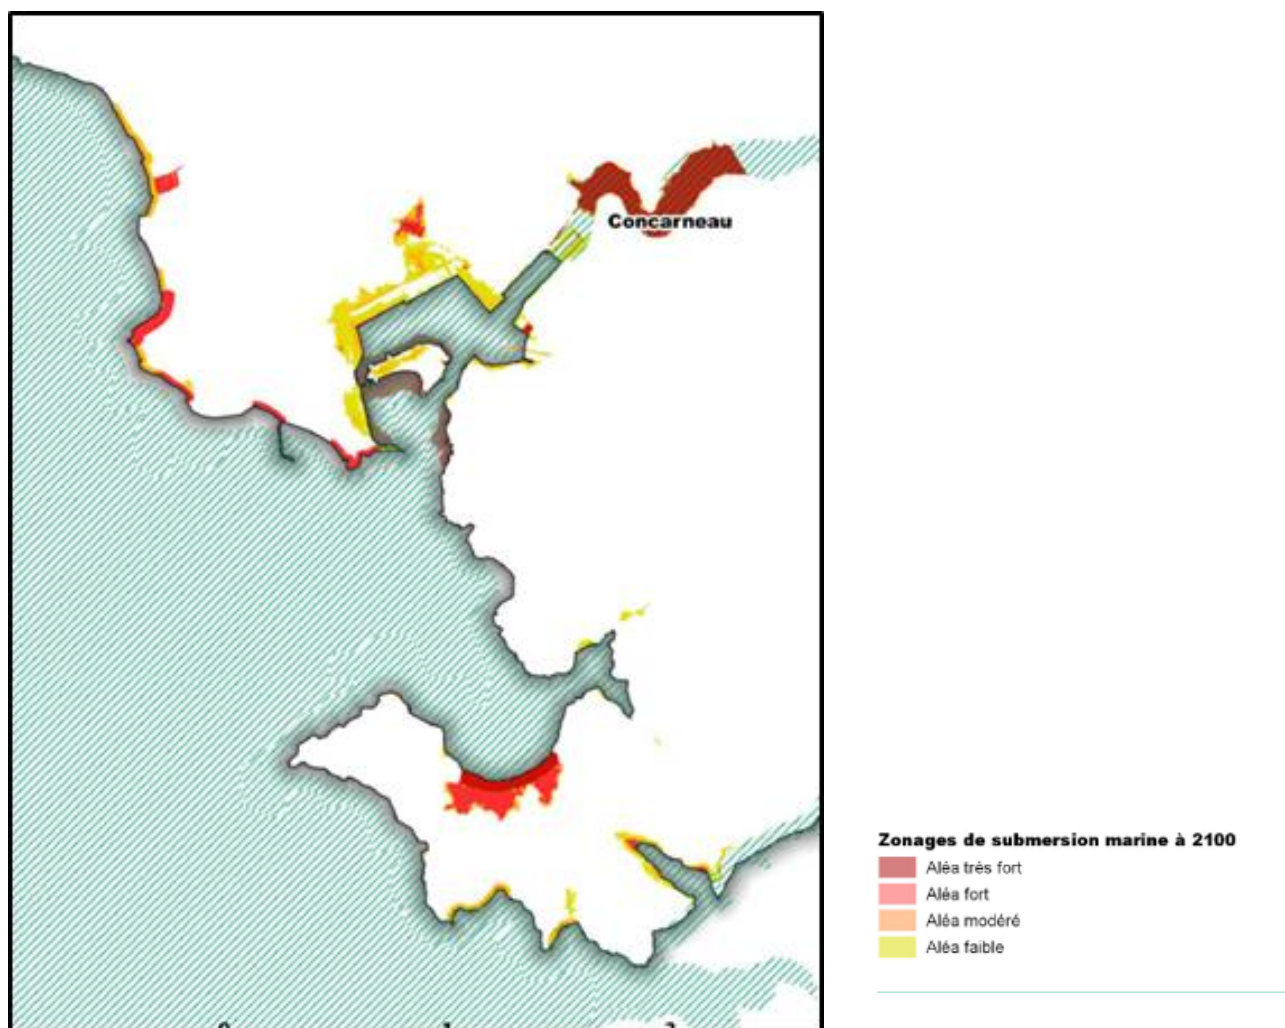 Concarneau
Zonages de submersion marine à 2100
Aléa très fort
Aléa fort
Aléa modéré
Aléa faible